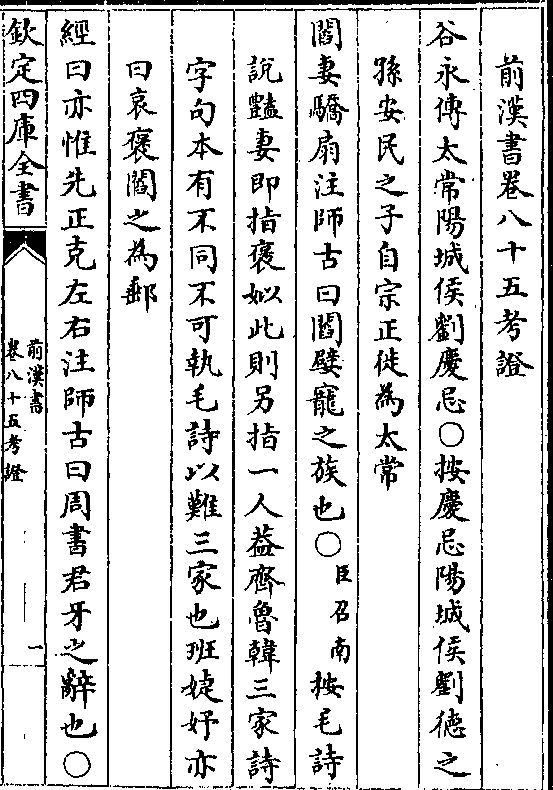 前漢書卷八十五考證
谷永傳太常陽城侯劉慶忌○按慶忌陽城侯劉德之
孫安民之子自宗正徙為太常
閻妻驕扇注師古曰閻嬖寵之族也○臣召南按毛詩
說豔妻即指褒姒此則另指一人葢齊魯韓三家詩
字句本有不同不可執毛詩以難三家也班婕妤亦
曰哀褒閻之為郵
經曰亦惟先正克左右注師古曰周書君牙之辭也○
欽定四庫全書
前漢書
卷八十五考證
一